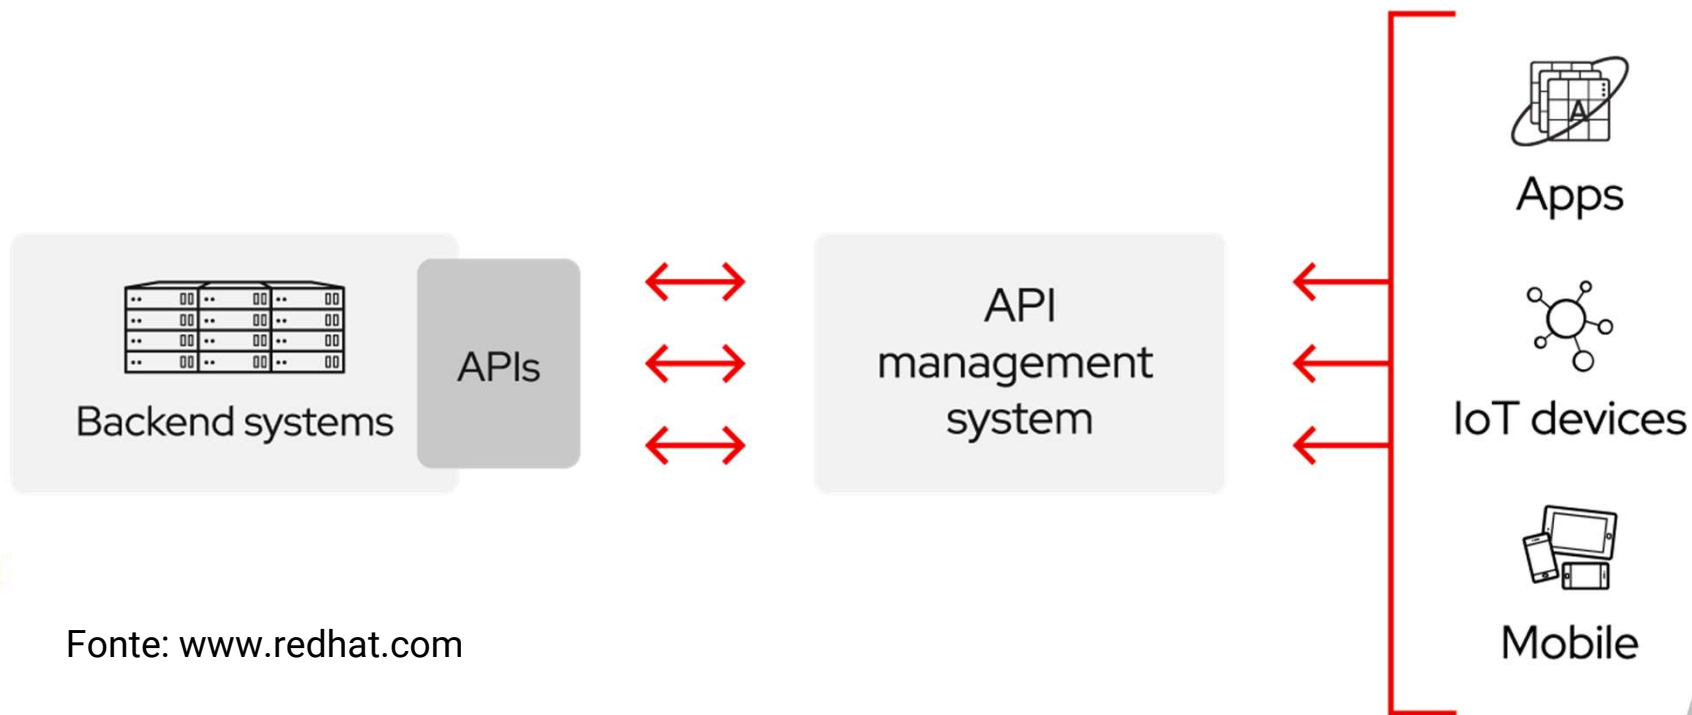 Backend systems
APIs
API
management
system
A
Apps
IoT devices
Mobile
Fonte: www.redhat.com